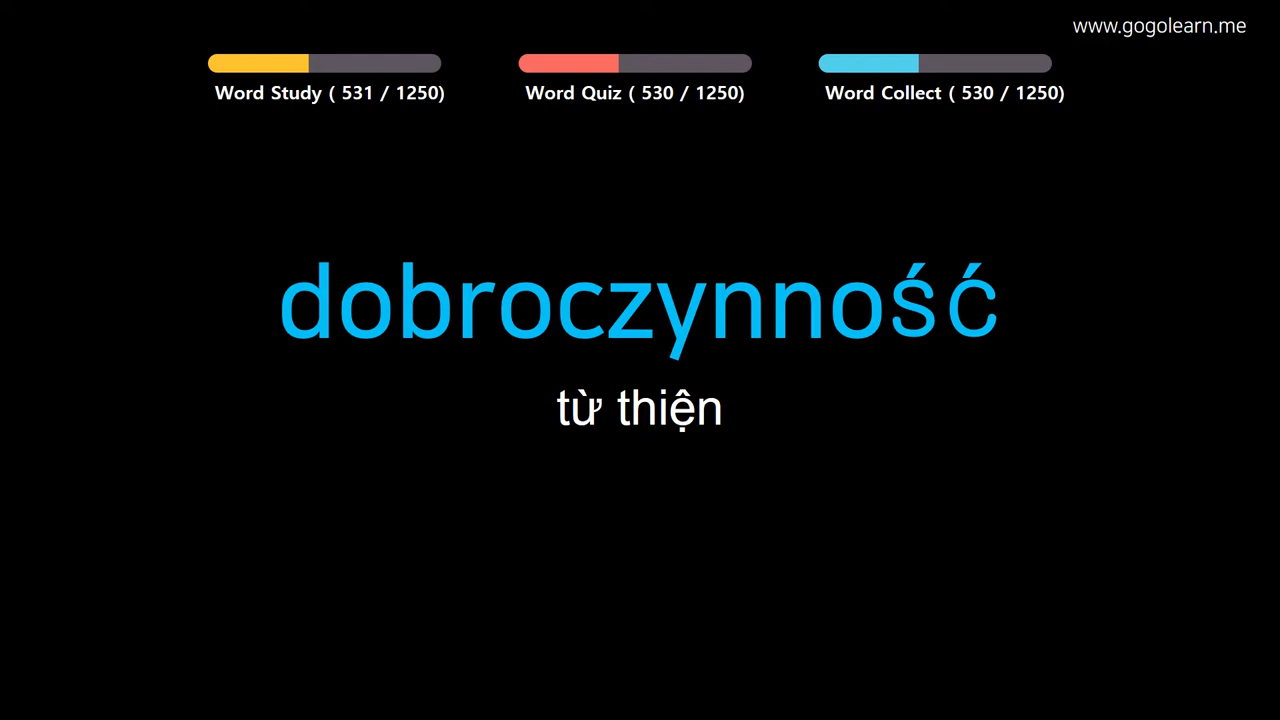 www.gogolearn.me
Word Study ( 531 / 1250)
Word Quiz ( 530 / 1250)
Word Collect ( 530 / 1250)
dobroczynność
từ thiện